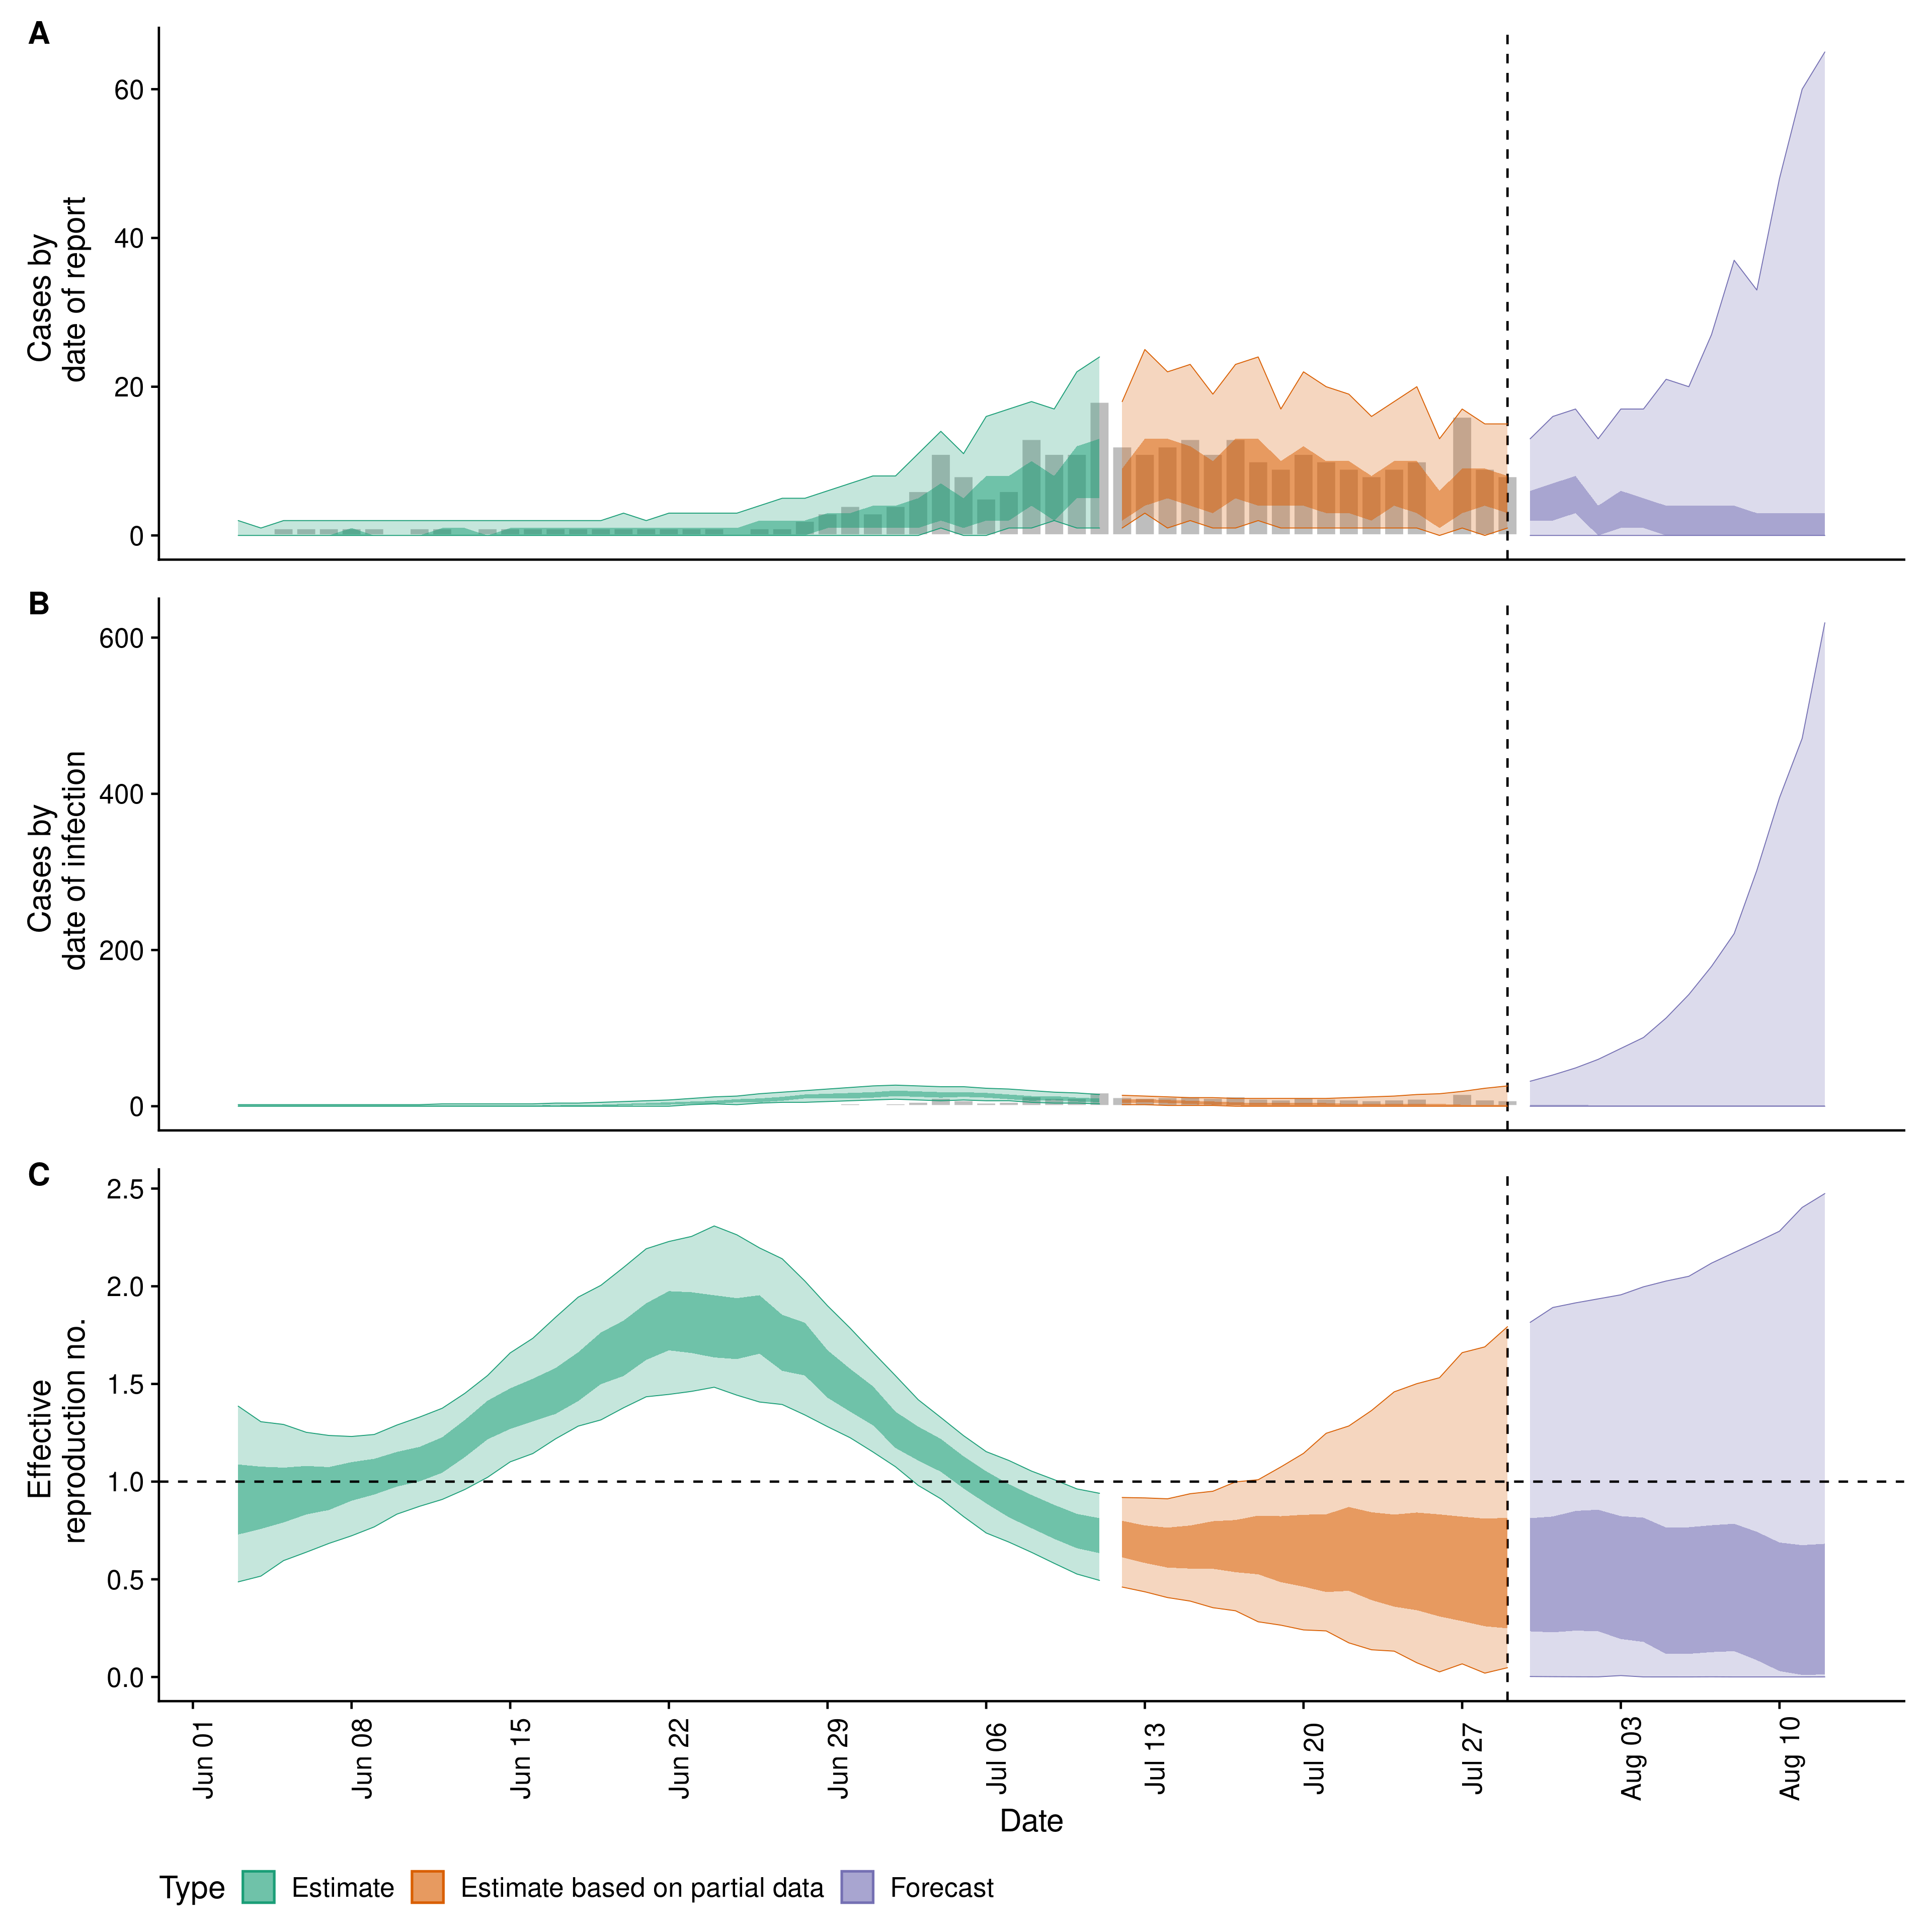 A
Cases by
date of report
60
40
20
0
B
Cases by
date of infection
600
400
200
0
C
Effective
reproduction no.
2.5
2.0
1.5
1.0
0.5
0.0
Jun 01
Jun 08
Jun 15
Jun 22
Jun 29
Jul 06
Jul 13
Jul 20
Jul 27
Aug 03
Aug 10
Date
Type Estimate Estimate based on partial data Forecast